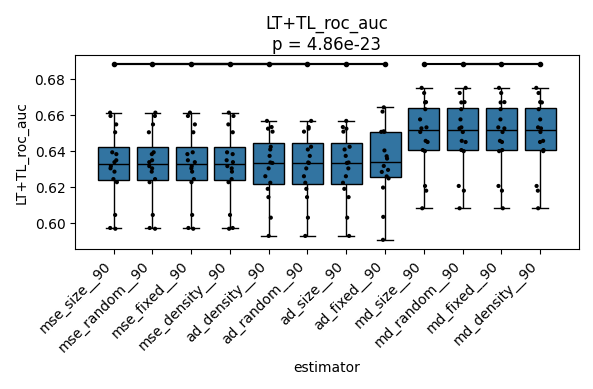 LT+TL_roc_auc
p = 4.86e-23
LT+TL_roc_auc
0.68
0.66
0.64
0.62
0.60
mse_size__90
mse_random__90
mse_fixed__90
mse_density__90
ad_density__90
ad_random__90
ad_size__90
ad_fixed__90
md_size__90
md_random__90
md_fixed__90
md_density__90
estimator